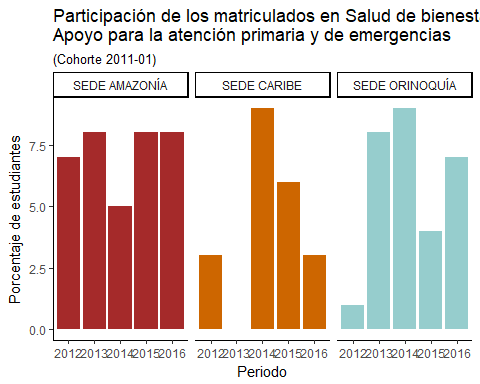 Participación de los matriculados en Salud de bienest
Apoyo para la atención primaria y de emergencias
(Cohorte 2011-01)
SEDE AMAZONÍA SEDE CARIBE SEDE ORINOQUÍA
Porcentaje de estudiantes
7.5
5.0
2.5
0.0
2012 2013 2014 2015 2016 2012 2013 2014 2015 2016 2012 2013 2014 2015 2016
Periodo